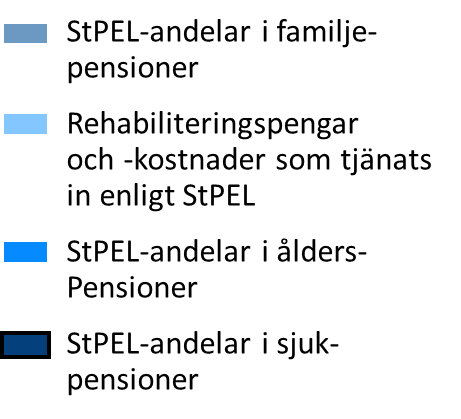 StPEL-andelar i familje-
pensioner
Rehabiliteringspengar
och -kostnader som tjänats
in enligt StPEL
StPEL-andelar i ålders-
Pensioner
StPEL-andelar i sjuk-
pensioner